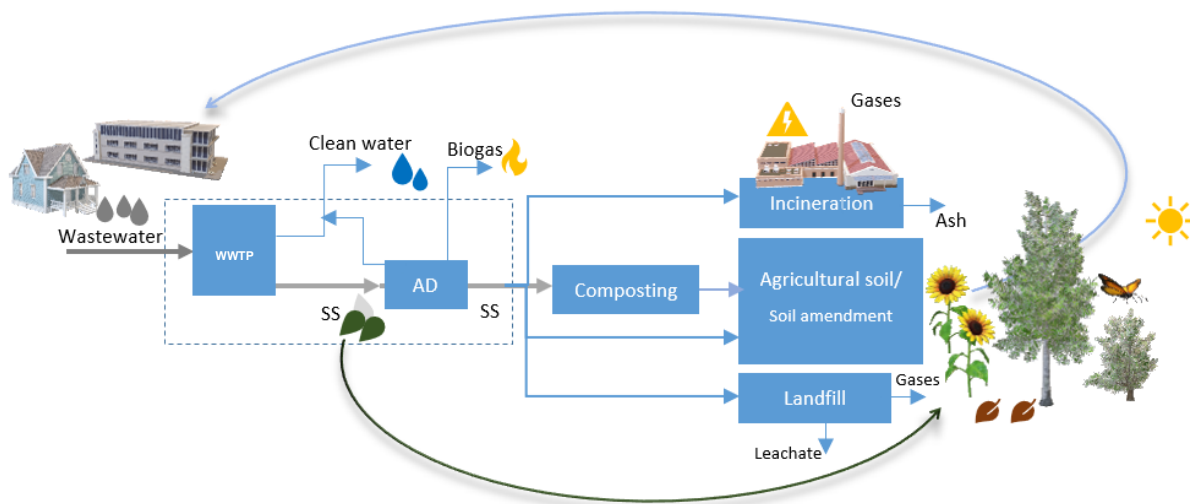 Gases
Clean water
Biogas
Wastewater
WWTP
Incineration
Ash
AD
SS
SS
Composting
Agricultural soil/
Soil amendment
Landfill
Gases
Leachate